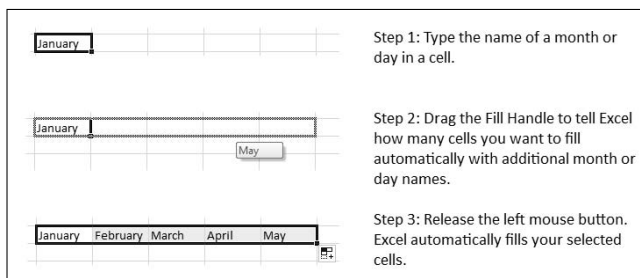 January
Step 1: Type the name of a month or
day in a cell.
January
May
Step 2: Drag the Fill Handle to tell Excel
how many cells you want to fill
automatically with additional month or
day names.
January February March April May
Step 3: Release the left mouse button.
Excel automatically fills your selected
cells.